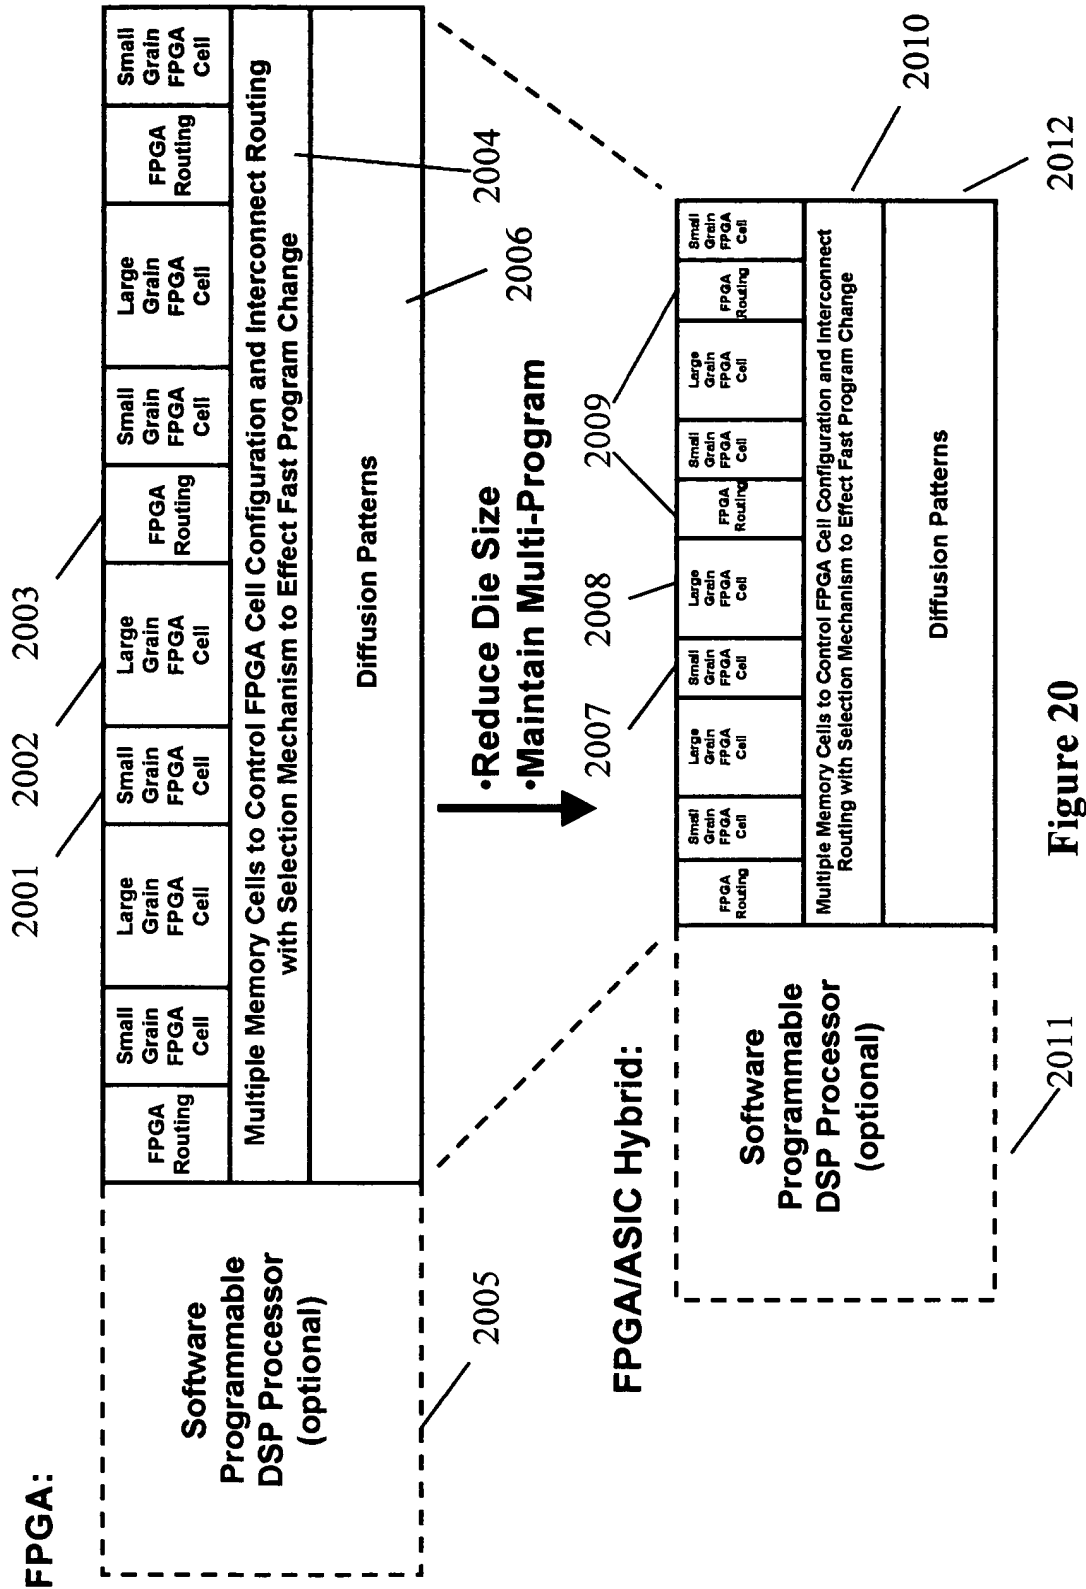 FPGA:
2001
2002
2003
Software
Programmable
DSP Processor
(optional)
FPGA
Routing
Small
Grain
FPGA
Cell
Large
Grain
FPGA
Cell
Small
Grain
FPGA
Cell
Large
Grain
FPGA
Cell
FPGA
Routing
Small
Grain
FPGA
Cell
Large
Grain
FPGA
Cell
FPGA
Routing
Small
Grain
FPGA
Cell
Multiple Memory Cells to Control FPGA Cell Configuration and Interconnect Routing
with Selection Mechanism to Effect Fast Program Change
Diffusion Patterns
2005
2006
2004
•Reduce Die Size
•Maintain Multi-Program
FPGA/ASIC Hybrid:
2007
2008
2009
Software
Programmable
DSP Processor
(optional)
FPGA
Routing
Small
Grain
FPGA
Cell
Large
Grain
FPGA
Cell
Small
Grain
FPGA
Cell
Large
Grain
FPGA
Cell
FPGA
Routing
Small
Grain
FPGA
Cell
Large
Grain
FPGA
Cell
FPGA
Routing
Small
Grain
FPGA
Cell
Multiple Memory Cells to Control FPGA Cell Configuration and Interconnect
Routing with Selection Mechanism to Effect Fast Program Change
Diffusion Patterns
2010
2011
2012
Figure 20